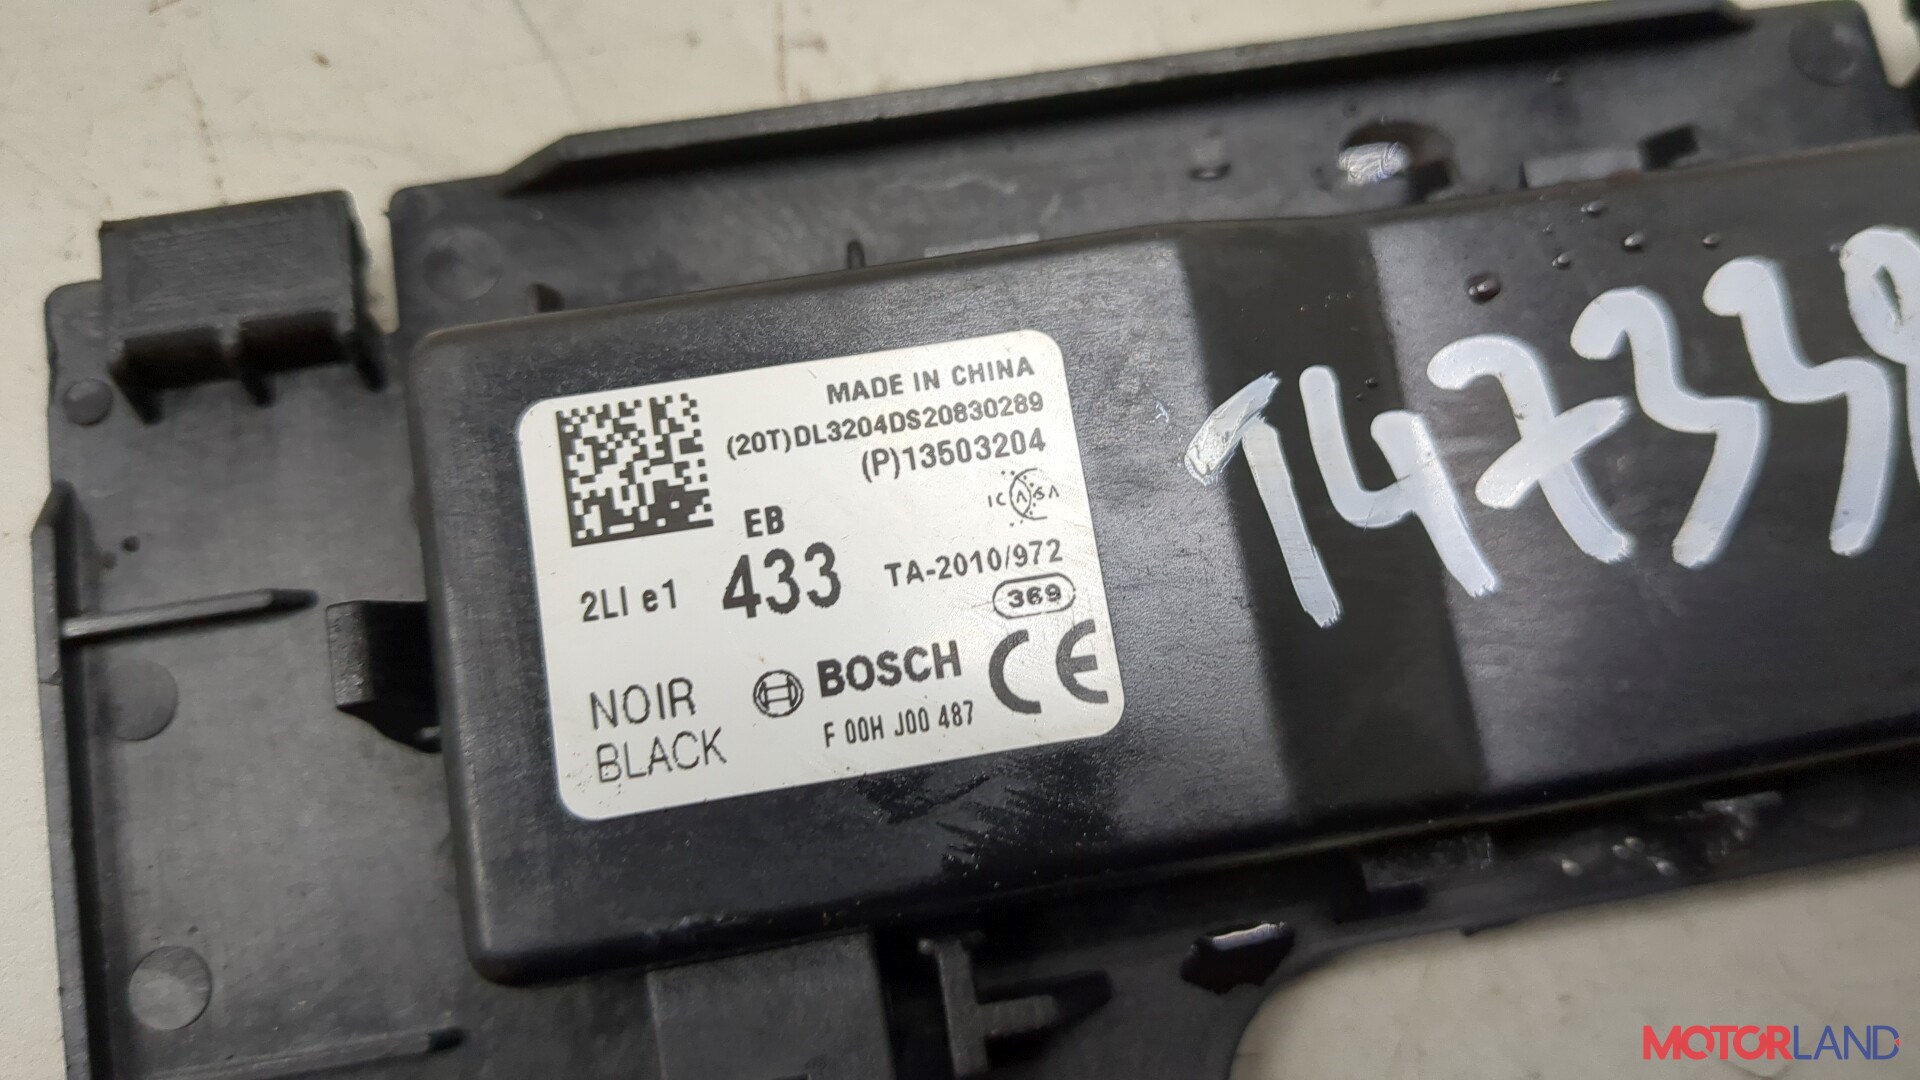 MADE IN CHINA
(20T)DL3204DS20830289
(P)13503204
ICASA
EB
2LI e1
433
TA-2010/972
369
NOIR
BLACK
BOSCH
CE
F 00H J00 487
MOTORLAND